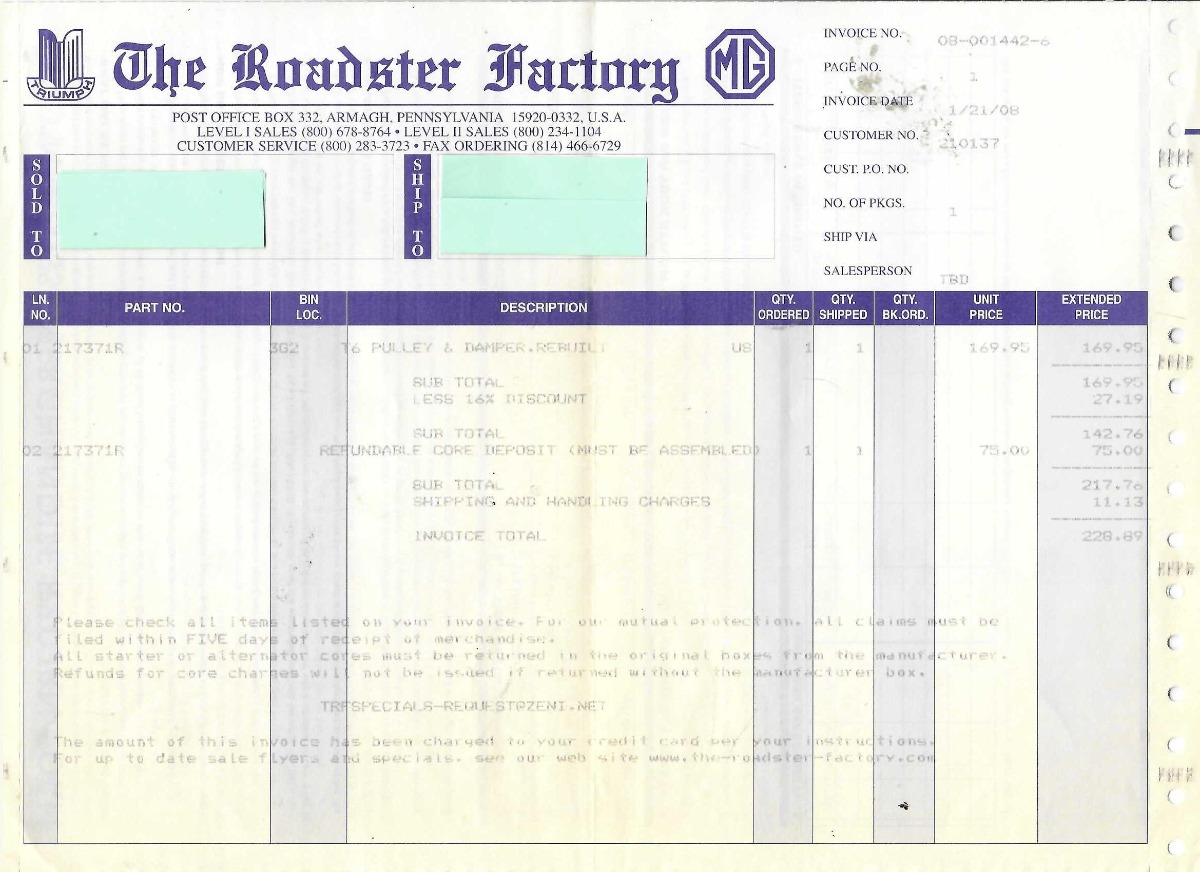 TRIUMPH
The Roadster Factory
MG
POST OFFICE BOX 332, ARMAGH, PENNSYLVANIA 15920-0332, U.S.A.
LEVEL I SALES (800) 678-8764 • LEVEL II SALES (800) 234-1104
CUSTOMER SERVICE (800) 283-3723 • FAX ORDERING (814) 466-6729
INVOICE NO. 08-001442-6
PAGE NO. 1
INVOICE DATE 1/21/08
CUSTOMER NO. 210137
CUST. P.O. NO.
NO. OF PKGS. 1
SHIP VIA
SALESPERSON TBD
SOLD TO
SHIP TO
LN. NO. PART NO. BIN LOC. DESCRIPTION QTY. ORDERED QTY. SHIPPED QTY. BK.ORD. UNIT PRICE EXTENDED PRICE
01 217371R 3G2 T6 PULLEY & DAMPER.REBUILT US 1 1 169.95 169.95
SUB TOTAL 169.95
LESS 16% DISCOUNT 27.19
SUB TOTAL 142.76
02 217371R REFUNDABLE CORE DEPOSIT (MUST BE ASSEMBLED) 1 1 75.00 75.00
SUB TOTAL 217.76
SHIPPING AND HANDLING CHARGES 11.13
INVOICE TOTAL 228.89
Please check all items listed on your invoice. For our mutual protection. All claims must be
filed within FIVE days of receipt of merchandise.
All starter or alternator cores must be returned in the original boxes from the manufacturer.
Refunds for core charges will not be issued if returned without the manufacturer box.
TRFSPECIALS-REQUEST@ZENI.NET
The amount of this invoice has been charged to your credit card per your instructions.
For up to date sale flyers and specials. see our web site www.the-roadster-factory.com